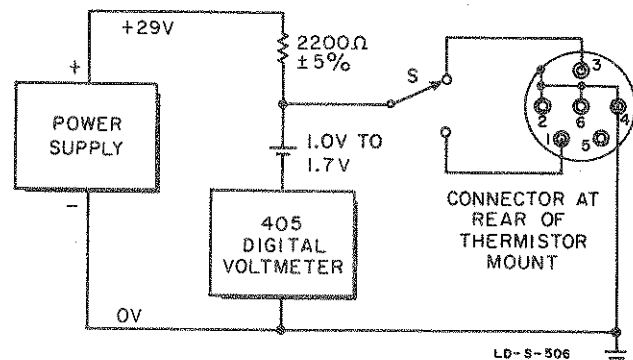 +29V
2200Ω
±5%
+
POWER
SUPPLY
-
0V
1.0V TO
1.7V
405
DIGITAL
VOLTMETER
S
3
2
6
4
1
5
CONNECTOR AT
REAR OF
THERMISTOR
MOUNT
LD-S-506